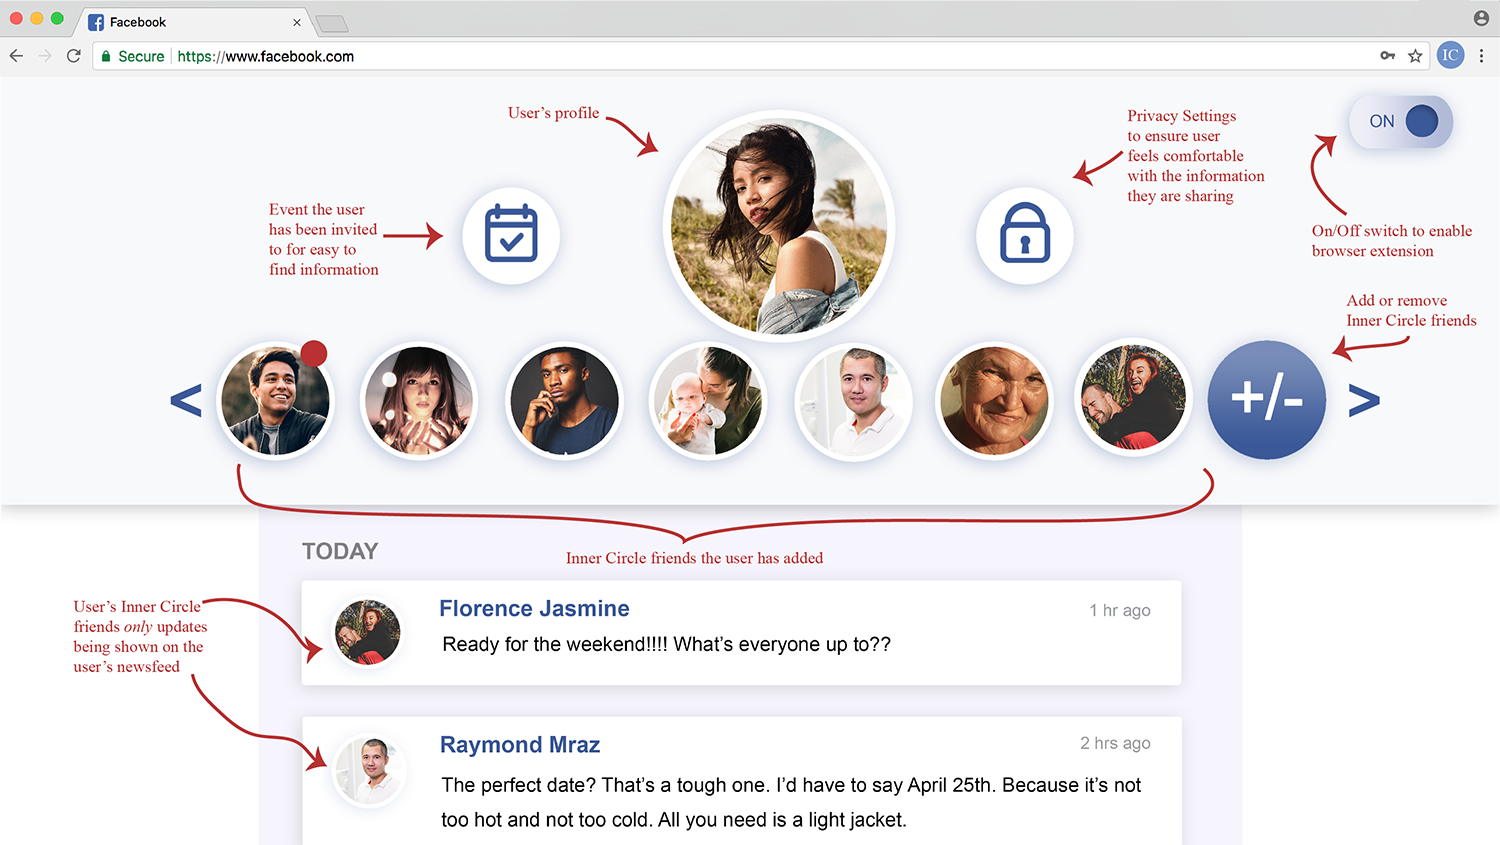 Facebook
Secure https://www.facebook.com
IC
User’s profile
Privacy Settings
to ensure user
feels comfortable
with the information
they are sharing
ON
Event the user
has been invited
to for easy to
find information
On/Off switch to enable
browser extension
Add or remove
Inner Circle friends
<
+/-
>
TODAY
Inner Circle friends the user has added
User’s Inner Circle
friends only updates
being shown on the
user’s newsfeed
Florence Jasmine
1 hr ago
Ready for the weekend!!!! What’s everyone up to??
Raymond Mraz
2 hrs ago
The perfect date? That’s a tough one. I’d have to say April 25th. Because it’s not
too hot and not too cold. All you need is a light jacket.